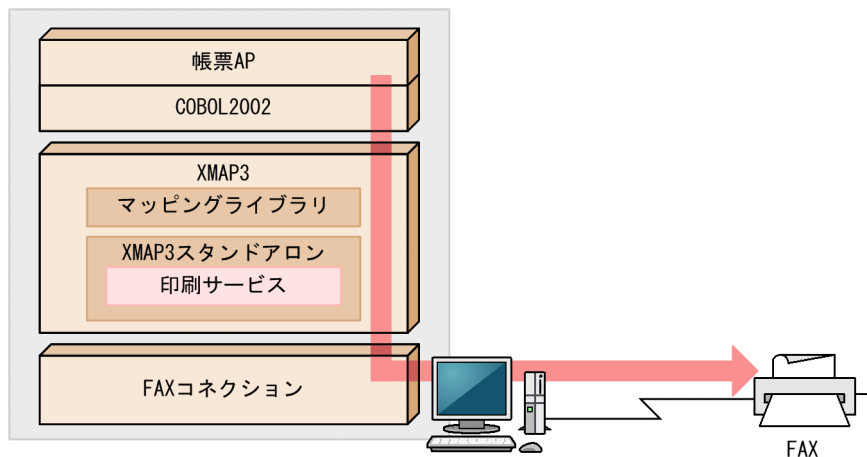 帳票AP
COBOL2002
XMAP3
マッピングライブラリ
XMAP3スタンドアロン
印刷サービス
FAXコネクション
FAX